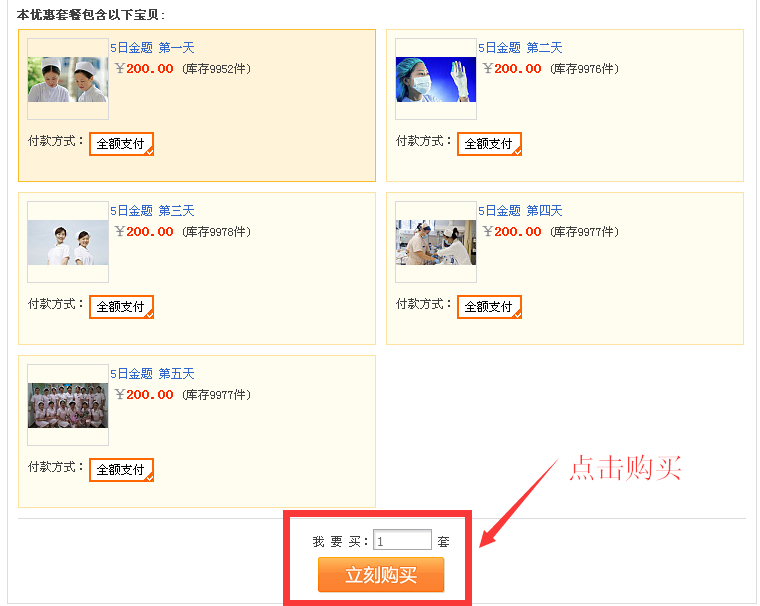 本优惠套餐包含以下宝贝:
5日金题 第一天
￥200.00 (库存9952件)
付款方式： 全额支付
5日金题 第二天
￥200.00 (库存9976件)
付款方式： 全额支付
5日金题 第三天
￥200.00 (库存9978件)
付款方式： 全额支付
5日金题 第四天
￥200.00 (库存9977件)
付款方式： 全额支付
5日金题 第五天
￥200.00 (库存9977件)
付款方式： 全额支付
点击购买
我 要 买： 1 套
立刻购买